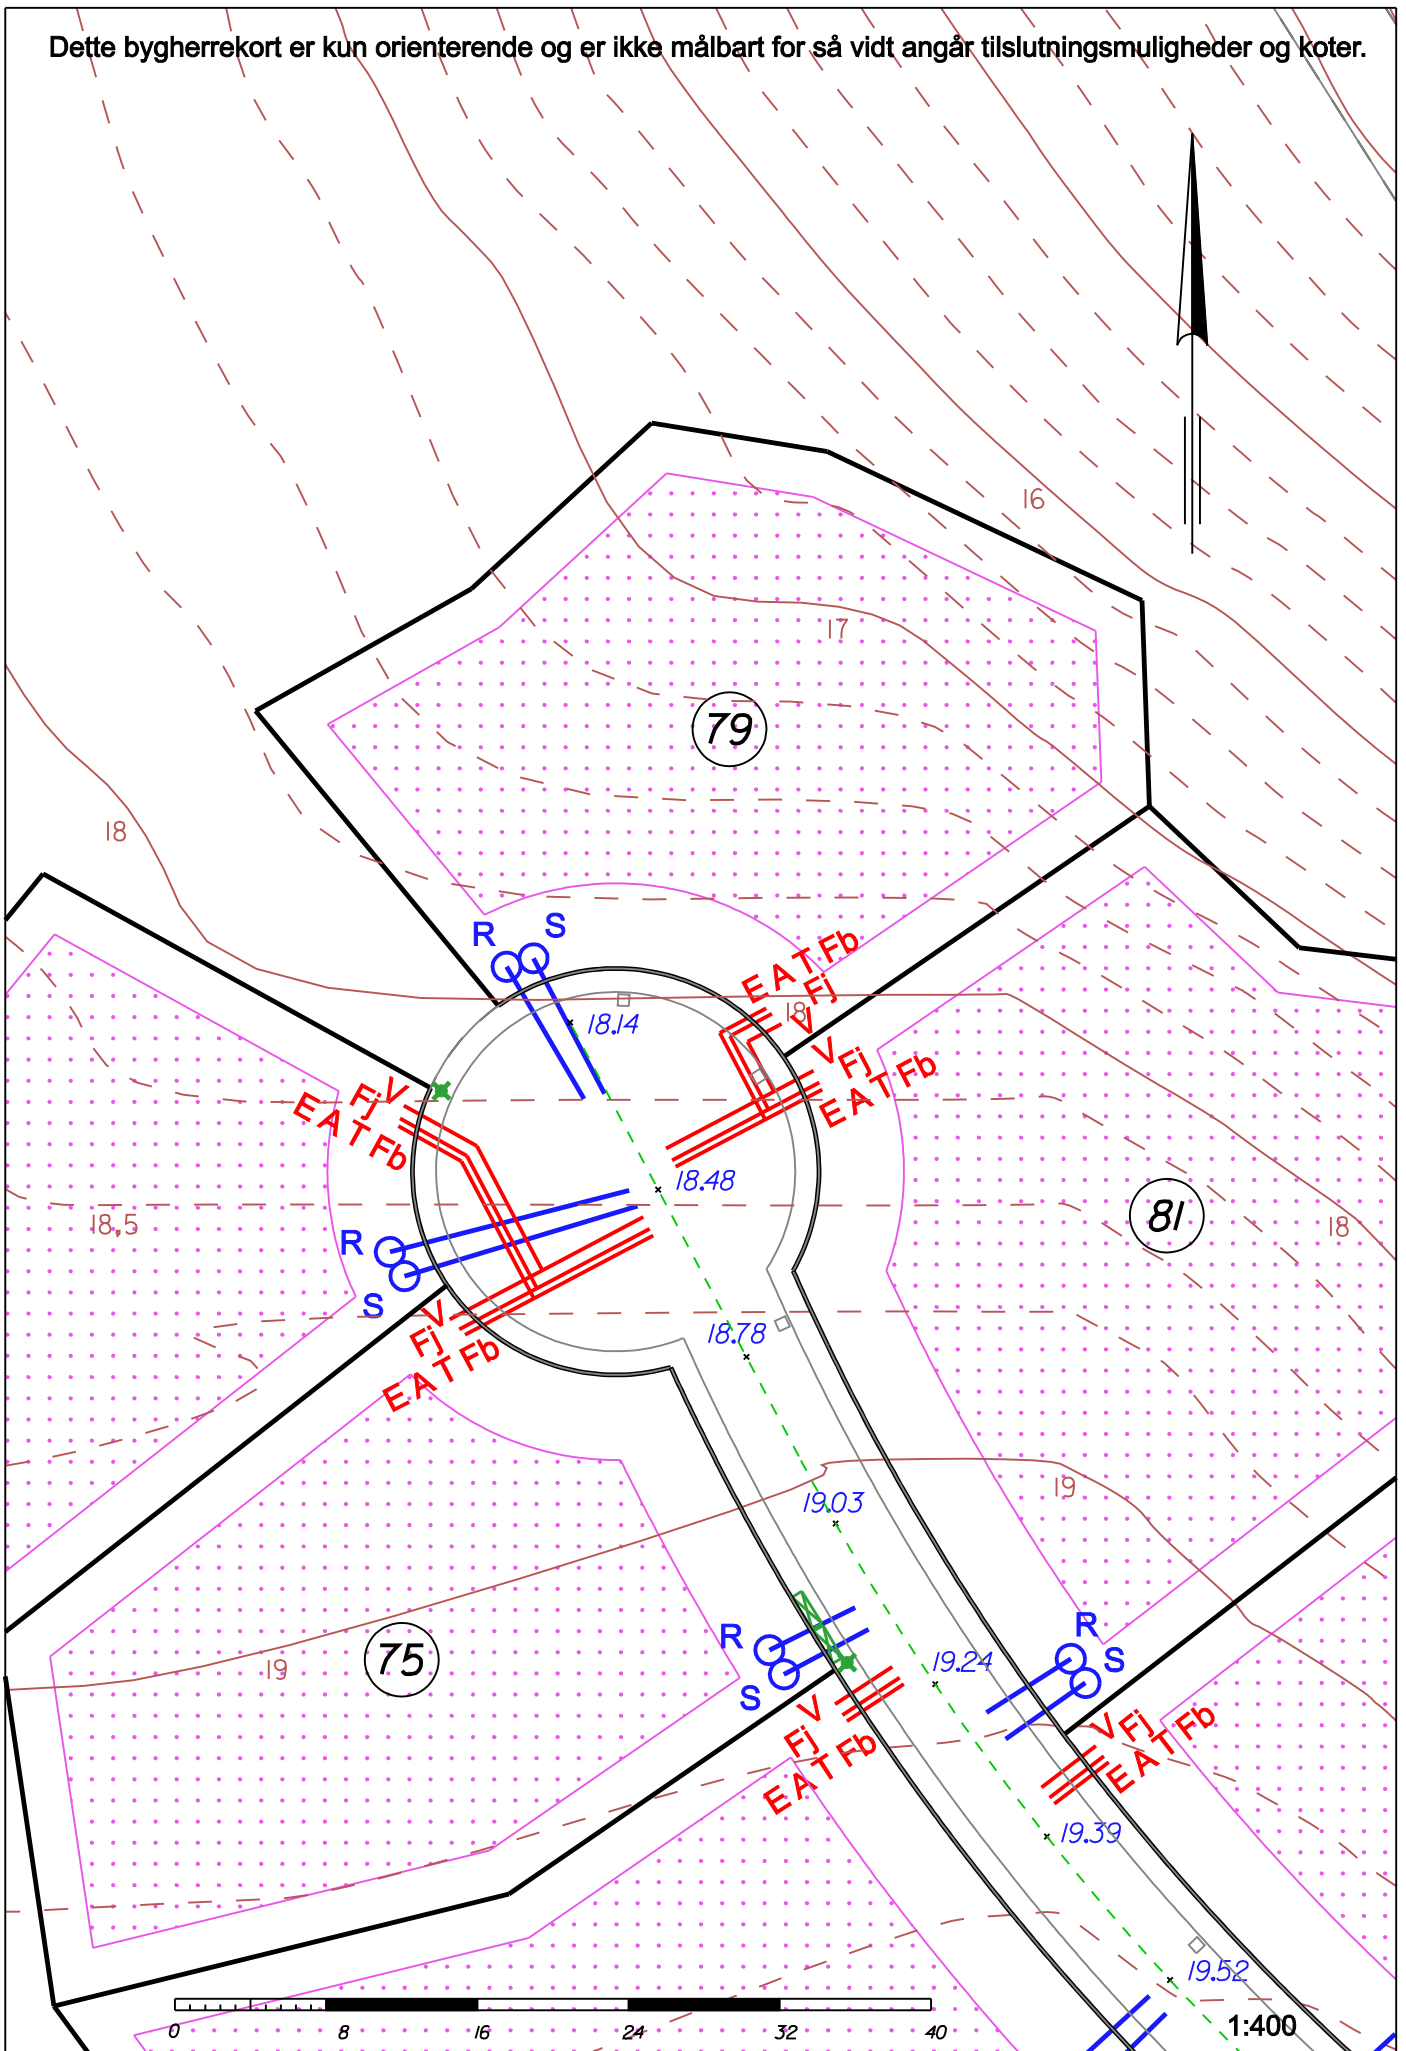 Dette bygherrekort er kun orienterende og er ikke målbart for så vidt angår tilslutningsmuligheder og koter.
16
17
79
18
R
S
E A T Fb
Fj
V
18
18.14
V
Fj
E A T Fb
V
Fj
E A T Fb
18.48
81
18,5
18
R
S
V
Fj
E A T Fb
18.78
19
19.03
R
S
75
19
R
S
19.24
V
Fj
E A T Fb
V
Fj
E A T Fb
19.39
19.52
0 8 16 24 32 40
1:400